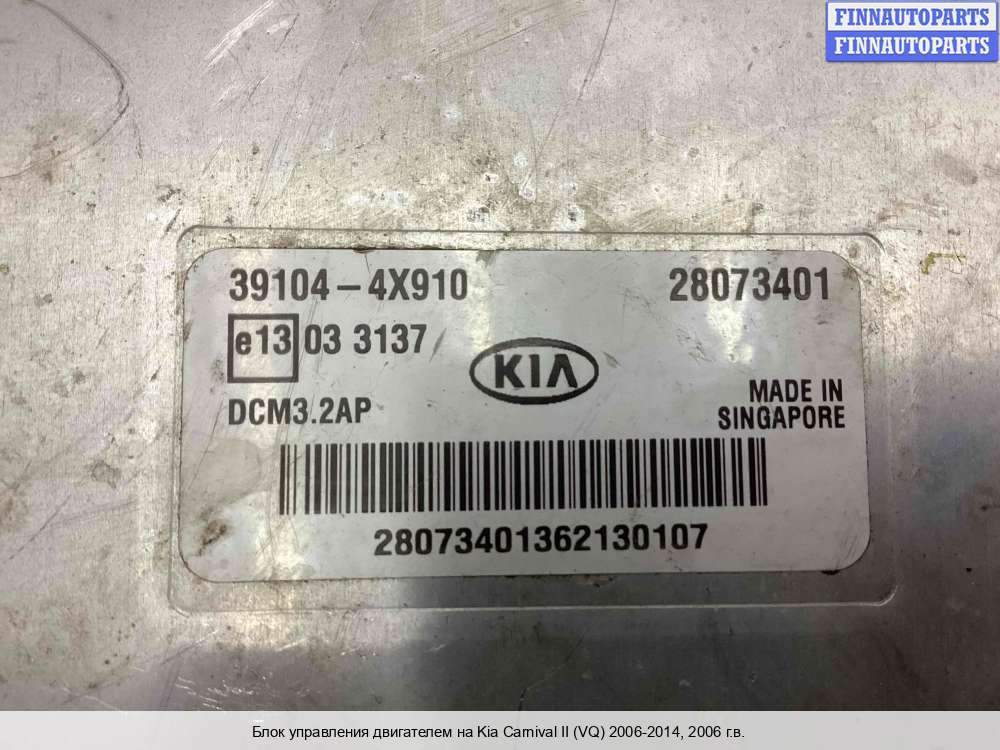 FINNAUTOPARTS
FINNAUTOPARTS
39104-4X910
28073401
e13 03 3137
KIA
DCM3.2AP
MADE IN
SINGAPORE
28073401362130107
Блок управления двигателем на Kia Carnival II (VQ) 2006-2014, 2006 г.в.